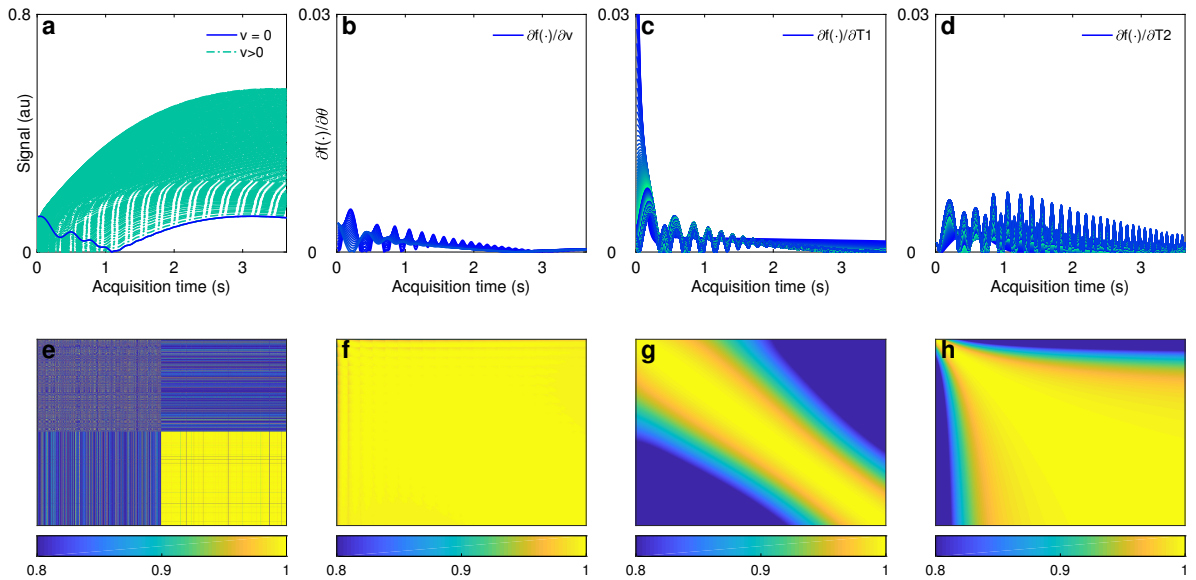 a
v = 0
v>0
0.8
0
Signal (au)
0 1 2 3
Acquisition time (s)
b
∂f(·)/∂v
0.03
0
∂f(·)/∂θ
0 1 2 3
Acquisition time (s)
c
∂f(·)/∂T1
0.03
0
0 1 2 3
Acquisition time (s)
d
∂f(·)/∂T2
0.03
0
0 1 2 3
Acquisition time (s)
e
0.8 0.9 1
f
0.8 0.9 1
g
0.8 0.9 1
h
0.8 0.9 1